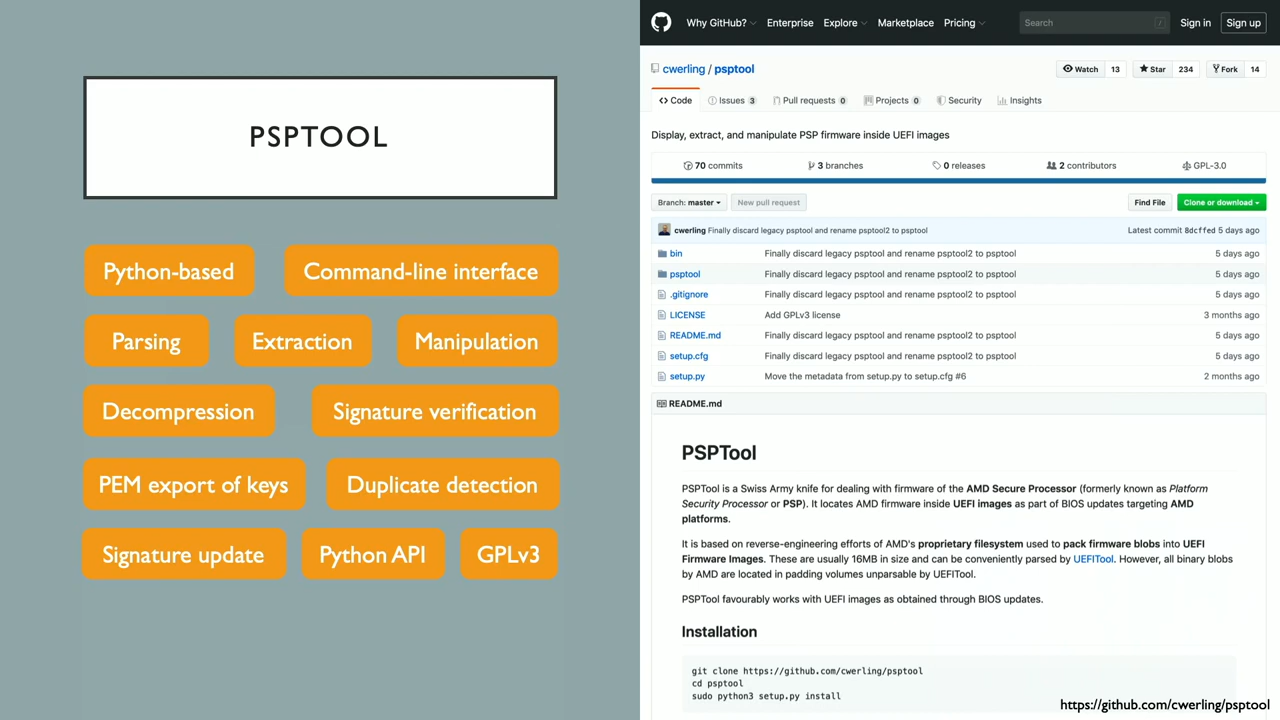 PSPTOOL
Python-based
Command-line interface
Parsing
Extraction
Manipulation
Decompression
Signature verification
PEM export of keys
Duplicate detection
Signature update
Python API
GPLv3
Why GitHub? Enterprise Explore Marketplace Pricing Search / Sign in Sign up
cwerling / psptool Watch 13 Star 234 Fork 14
<> Code Issues 3 Pull requests 0 Projects 0 Security Insights
Display, extract, and manipulate PSP firmware inside UEFI images
70 commits 3 branches 0 releases 2 contributors GPL-3.0
Branch: master New pull request Find File Clone or download
cwerling Finally discard legacy psptool and rename psptool2 to psptool Latest commit 8dcffed 5 days ago
bin Finally discard legacy psptool and rename psptool2 to psptool 5 days ago
psptool Finally discard legacy psptool and rename psptool2 to psptool 5 days ago
.gitignore Finally discard legacy psptool and rename psptool2 to psptool 5 days ago
LICENSE Add GPLv3 license 3 months ago
README.md Finally discard legacy psptool and rename psptool2 to psptool 5 days ago
setup.cfg Finally discard legacy psptool and rename psptool2 to psptool 5 days ago
setup.py Move the metadata from setup.py to setup.cfg #6 2 months ago
README.md
PSPTool
PSPTool is a Swiss Army knife for dealing with firmware of the AMD Secure Processor (formerly known as Platform
Security Processor or PSP). It locates AMD firmware inside UEFI images as part of BIOS updates targeting AMD
platforms.
It is based on reverse-engineering efforts of AMD's proprietary filesystem used to pack firmware blobs into UEFI
Firmware Images. These are usually 16MB in size and can be conveniently parsed by UEFITool. However, all binary blobs
by AMD are located in padding volumes unparsable by UEFITool.
PSPTool favourably works with UEFI images as obtained through BIOS updates.
Installation
git clone https://github.com/cwerling/psptool
cd psptool
sudo python3 setup.py install
https://github.com/cwerling/psptool